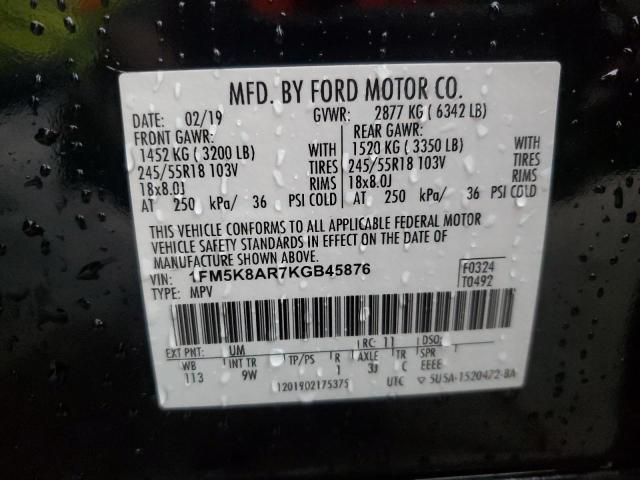 MFD. BY FORD MOTOR CO.
DATE: 02/19 GVWR: 2877 KG ( 6342 LB)
FRONT GAWR: REAR GAWR:
1452 KG ( 3200 LB) WITH 1520 KG ( 3350 LB) WITH
245/55R18 103V TIRES 245/55R18 103V TIRES
18x8.0J RIMS 18x8.0J RIMS
AT 250 kPa/ 36 PSI COLD AT 250 kPa/ 36 PSI COLD
THIS VEHICLE CONFORMS TO ALL APPLICABLE FEDERAL MOTOR
VEHICLE SAFETY STANDARDS IN EFFECT ON THE DATE OF
MANUFACTURE SHOWN ABOVE.
VIN: 1FM5K8AR7KGB45876 F0324
TYPE: MPV T0492
EXT PNT: UM RC: 11 DSO:
WB INT TR TP/PS R AXLE TR SPR
113 9W 1 3J C EEEE
1201902175375 UTC 5USA-1520472-BA